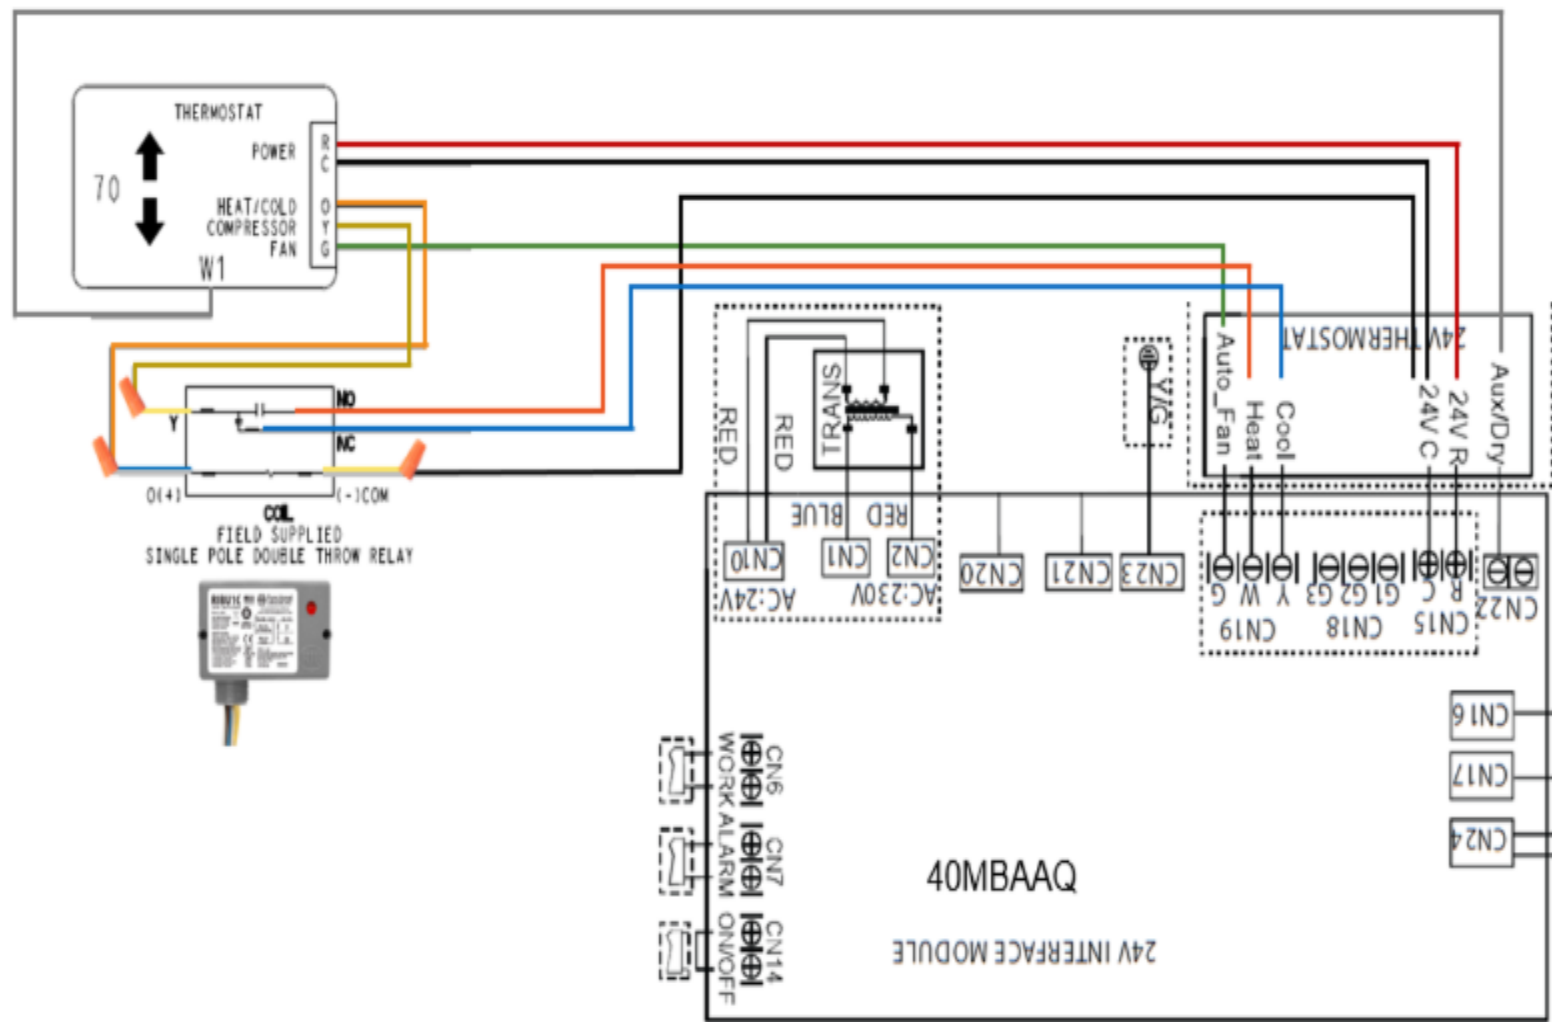 THERMOSTAT
POWER
R
C
70
HEAT/COLD
O
COMPRESSOR
Y
FAN
G
W1
NO
Y
NC
O(+)
(-)COM
COIL
FIELD SUPPLIED
SINGLE POLE DOUBLE THROW RELAY
RIBU1C
RED
RED
TRANS
BLUE
RED
CN10
CN1
CN2
AC:24V
AC:230V
Y/G
CN20
CN21
CN23
24V THERMOSTAT
Auto_Fan
Heat
Cool
24V C
24V R
Aux/Dry
G
W
Y
G3
G2
G1
C
R
CN19
CN18
CN15
CN22
CN16
CN17
CN24
WORK
CN6
ALARM
CN7
ON/OFF
CN14
40MBAAQ
24V INTERFACE MODULE